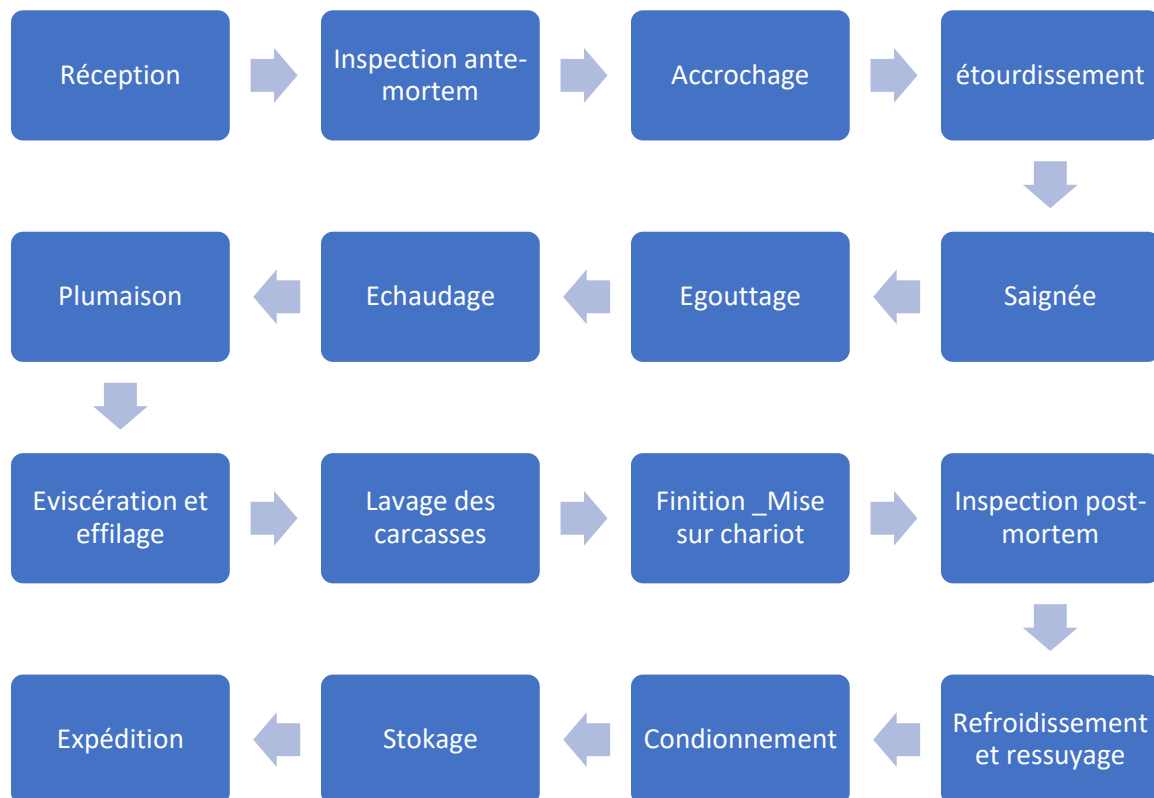 Réception
Inspection ante-
mortem
Accrochage
étourdissement
Saignée
Egouttage
Echaudage
Plumaison
Eviscération et
effilage
Lavage des
carcasses
Finition _Mise
sur chariot
Inspection post-
mortem
Refroidissement
et ressuyage
Condionnement
Stokage
Expédition